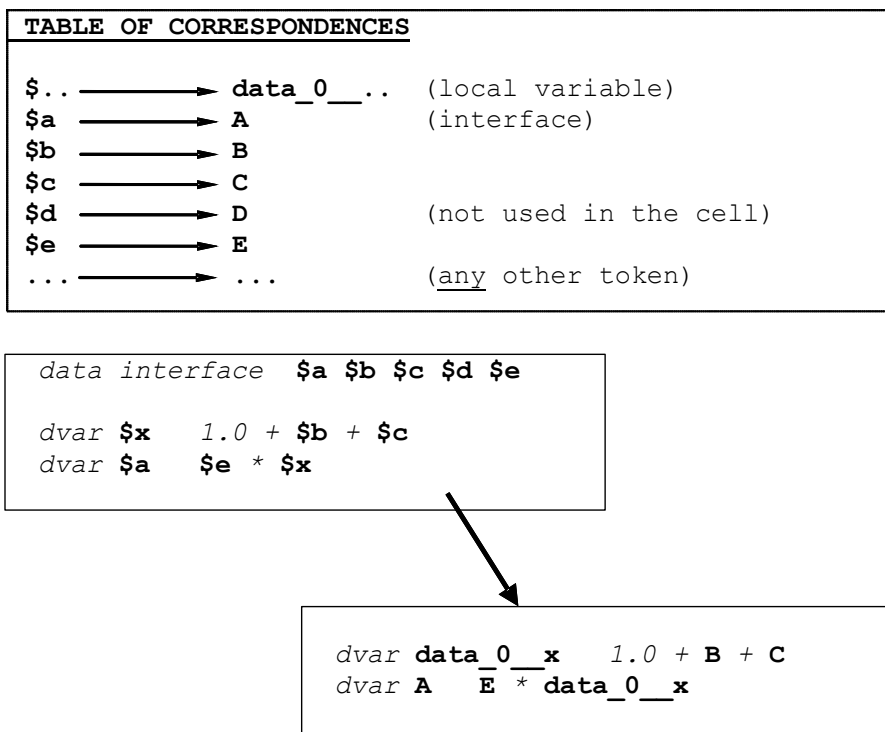 TABLE OF CORRESPONDENCES
$.. data_0__.. (local variable)
$a A (interface)
$b B
$c C
$d D (not used in the cell)
$e E
... ... (any other token)
data interface $a $b $c $d $e
dvar $x 1.0 + $b + $c
dvar $a $e * $x
dvar data_0__x 1.0 + B + C
dvar A E * data_0__x